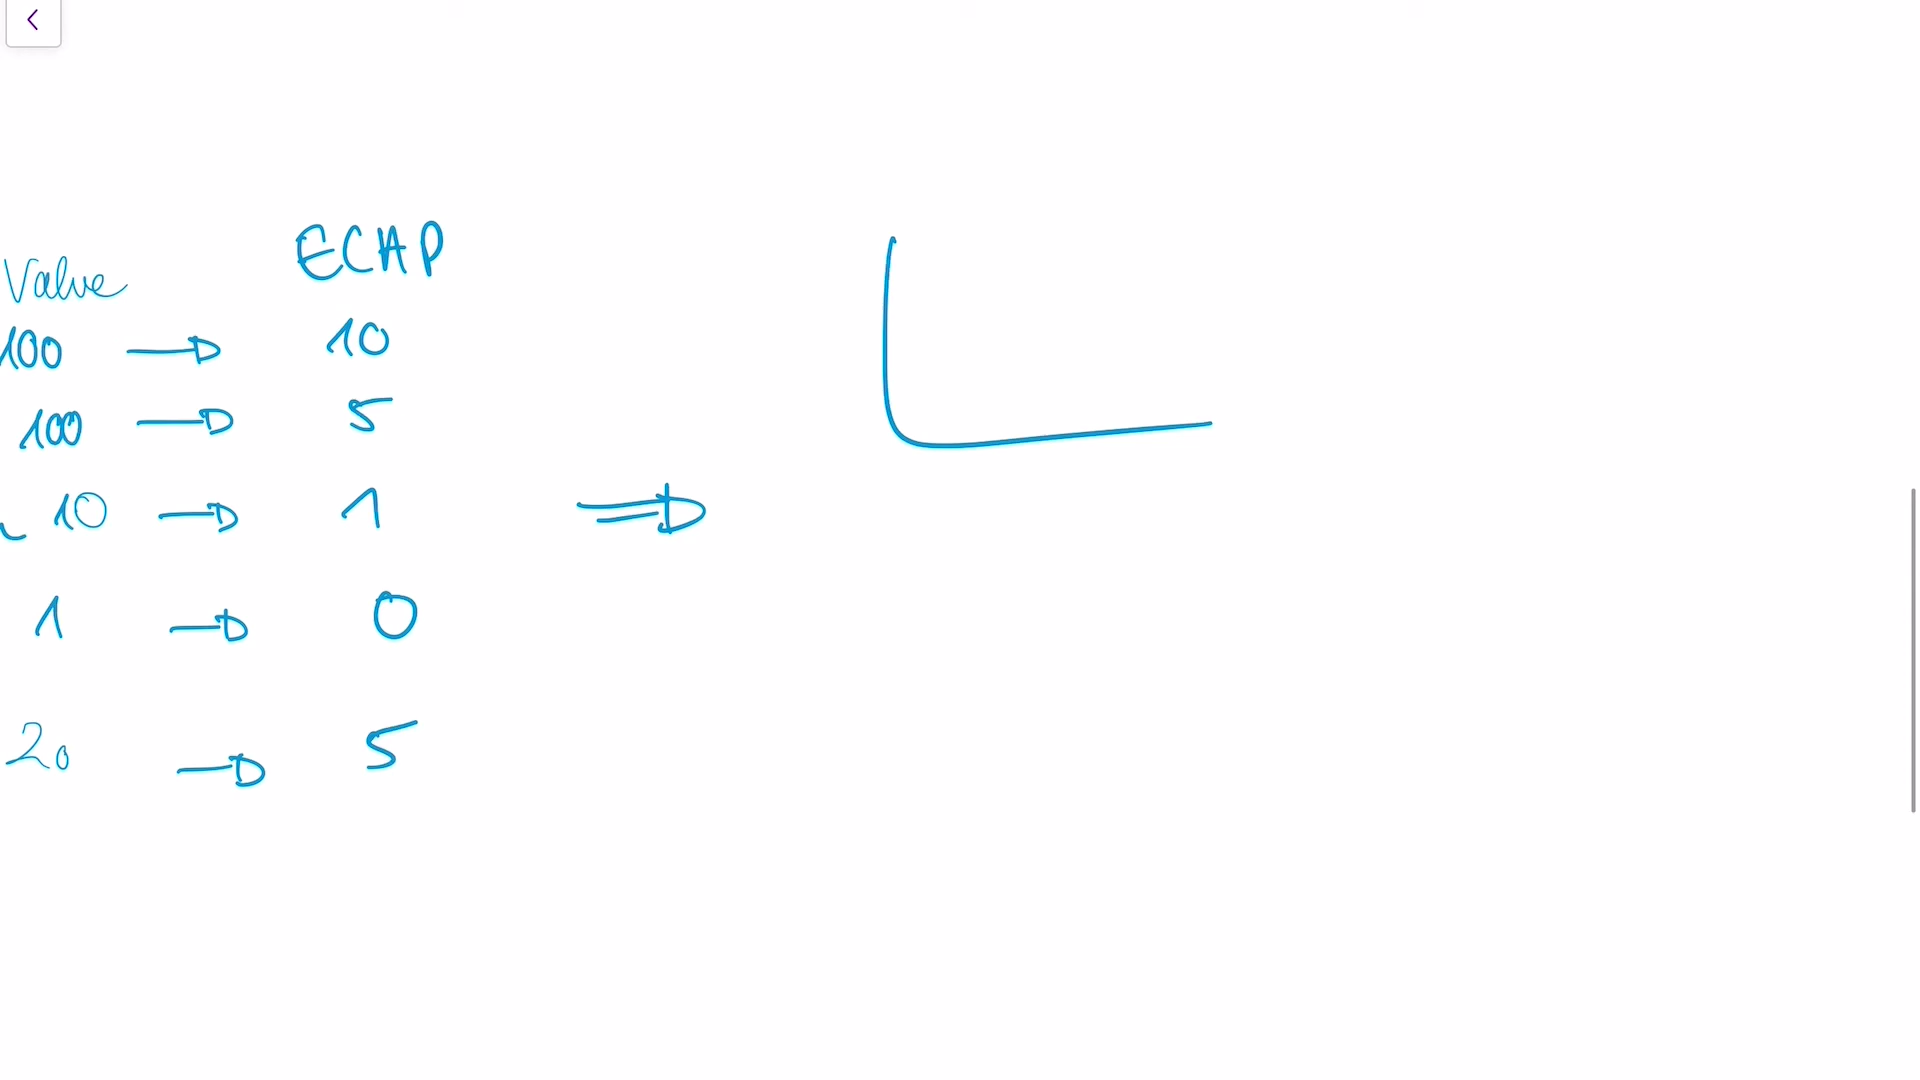 Value ECAP
100 → 10
100 → 5
10 → 1 ⇒
1 → 0
20 → 5